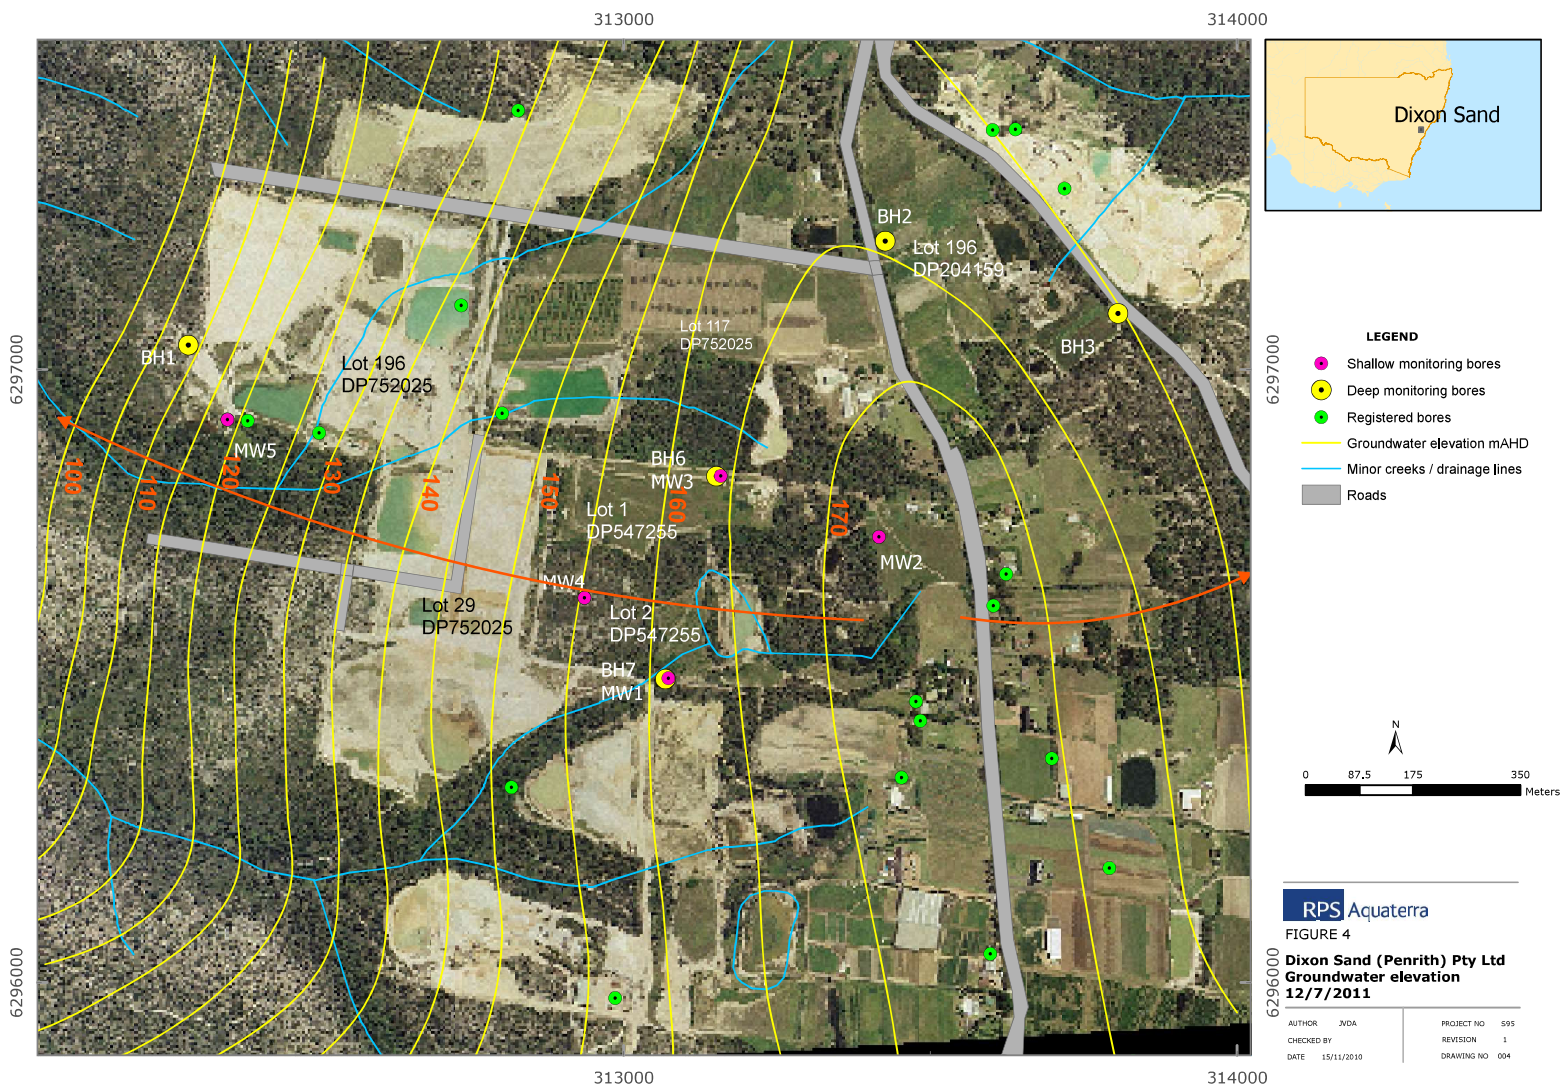 313000
314000
Dixon Sand
BH2
Lot 196
DP204159
6297000
BH1
Lot 196
DP752025
Lot 117
DP752025
BH3
6297000
LEGEND
Shallow monitoring bores
Deep monitoring bores
Registered bores
Groundwater elevation mAHD
Minor creeks / drainage lines
Roads
MW5
BH6
MW3
100
110
120
130
140
150
160
170
Lot 1
DP547255
MW2
MW4
Lot 29
DP752025
Lot 2
DP547255
BH7
MW1
N
0 87.5 175 350
Meters
6296000
6296000
RPS Aquaterra
FIGURE 4
Dixon Sand (Penrith) Pty Ltd
Groundwater elevation
12/7/2011
AUTHOR JVDA
CHECKED BY
DATE 15/11/2010
PROJECT NO S95
REVISION 1
DRAWING NO 004
313000
314000